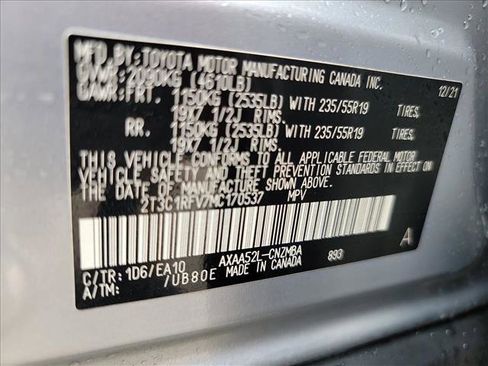 MFD. BY: TOYOTA MOTOR MANUFACTURING CANADA INC.
GVWR: 2090KG (4610LB) 12/21
GAWR: FRT. 1150KG (2535LB) WITH 235/55R19 TIRES,
19X7 1/2J RIMS.
RR. 1150KG (2535LB) WITH 235/55R19 TIRES,
19X7 1/2J RIMS.
THIS VEHICLE CONFORMS TO ALL APPLICABLE FEDERAL MOTOR
VEHICLE SAFETY AND THEFT PREVENTION STANDARDS IN EFFECT ON
THE DATE OF MANUFACTURE SHOWN ABOVE.
2T3C1RFV7MC170537 MPV
C/TR: 1D6/EA10 AXAA52L-CNZMBA 893 A
A/TM: /UB80E MADE IN CANADA